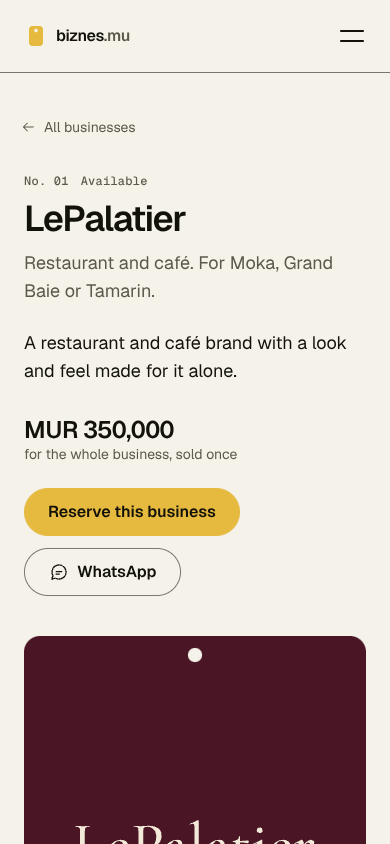 biznes.mu
← All businesses
No. 01 Available
LePalatier
Restaurant and café. For Moka, Grand
Baie or Tamarin.
A restaurant and café brand with a look
and feel made for it alone.
MUR 350,000
for the whole business, sold once
Reserve this business
WhatsApp
LePalatier